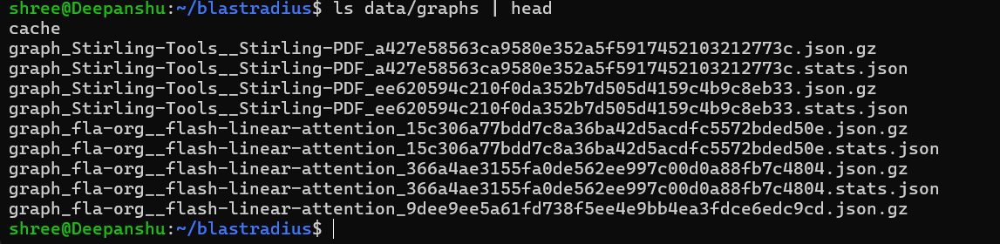 shree@Deepanshu:~/blastradius$ ls data/graphs | head
cache
graph_Stirling-Tools__Stirling-PDF_a427e58563ca9580e352a5f5917452103212773c.json.gz
graph_Stirling-Tools__Stirling-PDF_a427e58563ca9580e352a5f5917452103212773c.stats.json
graph_Stirling-Tools__Stirling-PDF_ee620594c210f0da352b7d505d4159c4b9c8eb33.json.gz
graph_Stirling-Tools__Stirling-PDF_ee620594c210f0da352b7d505d4159c4b9c8eb33.stats.json
graph_fla-org__flash-linear-attention_15c306a77bdd7c8a36ba42d5acdfc5572bded50e.json.gz
graph_fla-org__flash-linear-attention_15c306a77bdd7c8a36ba42d5acdfc5572bded50e.stats.json
graph_fla-org__flash-linear-attention_366a4ae3155fa0de562ee997c00d0a88fb7c4804.json.gz
graph_fla-org__flash-linear-attention_366a4ae3155fa0de562ee997c00d0a88fb7c4804.stats.json
graph_fla-org__flash-linear-attention_9dee9ee5a61fd738f5ee4e9bb4ea3fdce6edc9cd.json.gz
shree@Deepanshu:~/blastradius$